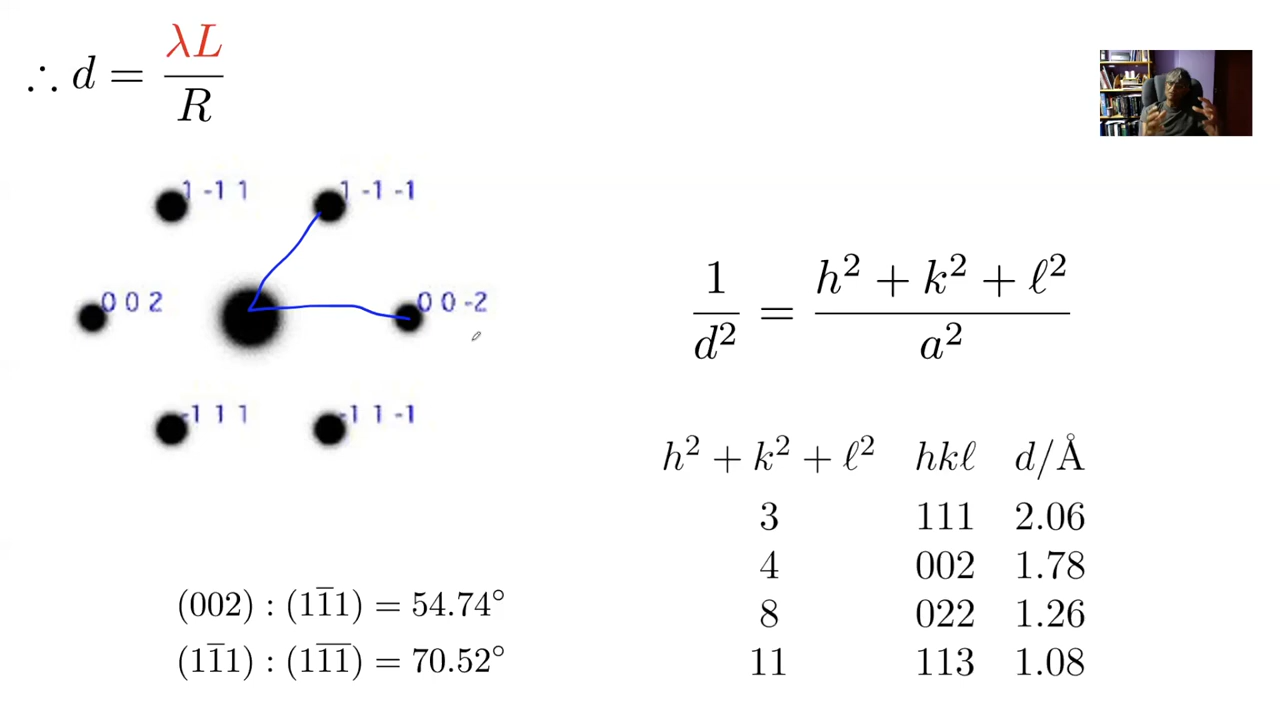 ∴ d = λL / R
1 -1 1
1 -1 -1
0 0 2
0 0 -2
-1 1 1
-1 1 -1
(002) : (11̅1) = 54.74°
(11̅1) : (11̅1̅) = 70.52°
1 / d² = (h² + k² + ℓ²) / a²
h² + k² + ℓ² hkℓ d/Å
3 111 2.06
4 002 1.78
8 022 1.26
11 113 1.08